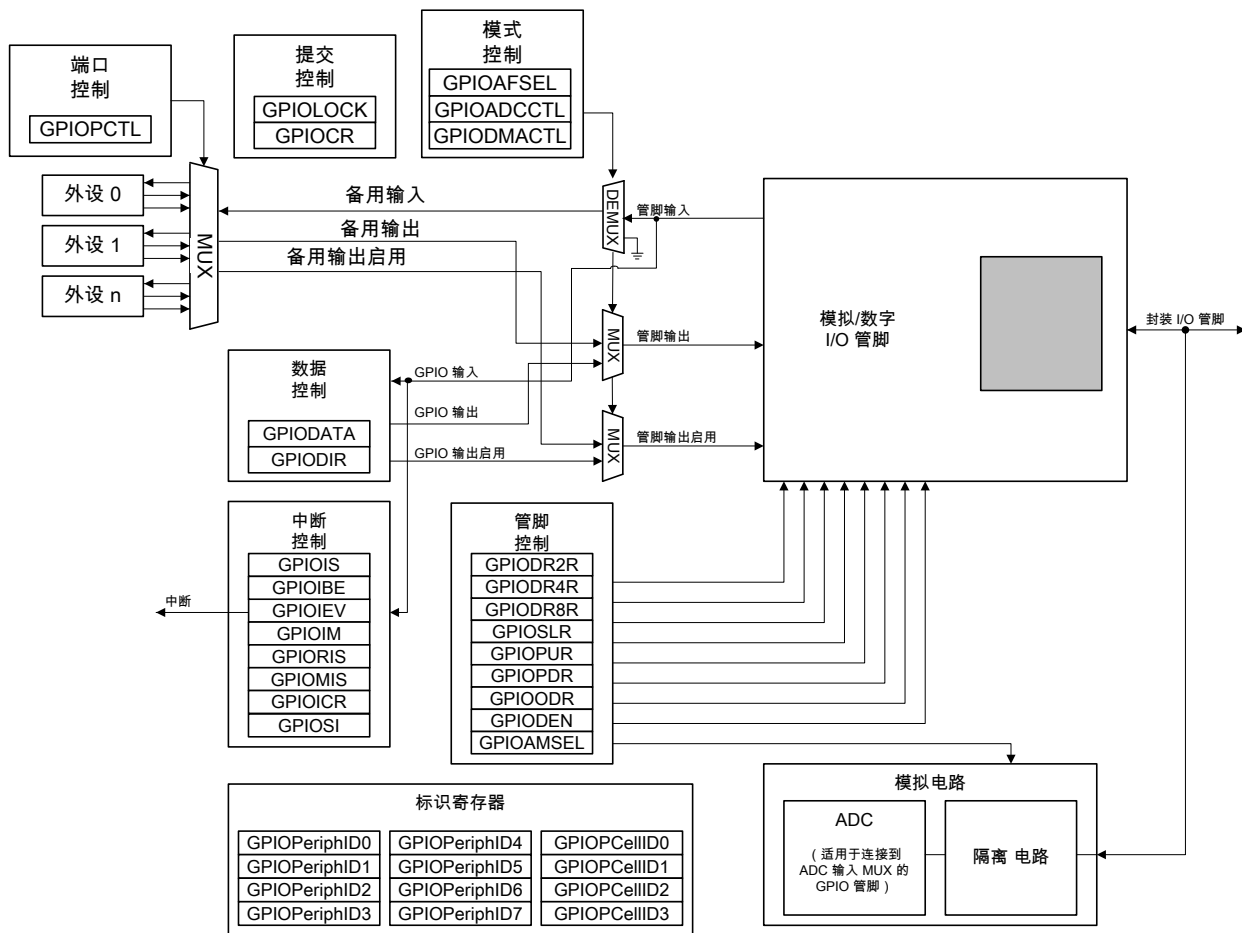 端口
控制
GPIOPCTL
提交
控制
GPIOLOCK
GPIOCR
模式
控制
GPIOAFSEL
GPIOADCCTL
GPIODMACTL
外设 0
外设 1
外设 n
MUX
备用输入
备用输出
备用输出启用
DEMUX
管脚输入
MUX
管脚输出
MUX
管脚输出启用
模拟/数字
I/O 管脚
封装 I/O 管脚
数据
控制
GPIODATA
GPIODIR
GPIO 输入
GPIO 输出
GPIO 输出启用
中断
控制
GPIOIS
GPIOIBE
GPIOIEV
GPIOIM
GPIORIS
GPIOMIS
GPIOICR
GPIOSI
中断
管脚
控制
GPIODR2R
GPIODR4R
GPIODR8R
GPIOSLR
GPIOPUR
GPIOPDR
GPIOODR
GPIODEN
GPIOAMSEL
模拟电路
ADC
（适用于连接到
ADC 输入 MUX 的
GPIO 管脚）
隔离 电路
标识寄存器
GPIOPeriphID0
GPIOPeriphID1
GPIOPeriphID2
GPIOPeriphID3
GPIOPeriphID4
GPIOPeriphID5
GPIOPeriphID6
GPIOPeriphID7
GPIOPCellID0
GPIOPCellID1
GPIOPCellID2
GPIOPCellID3